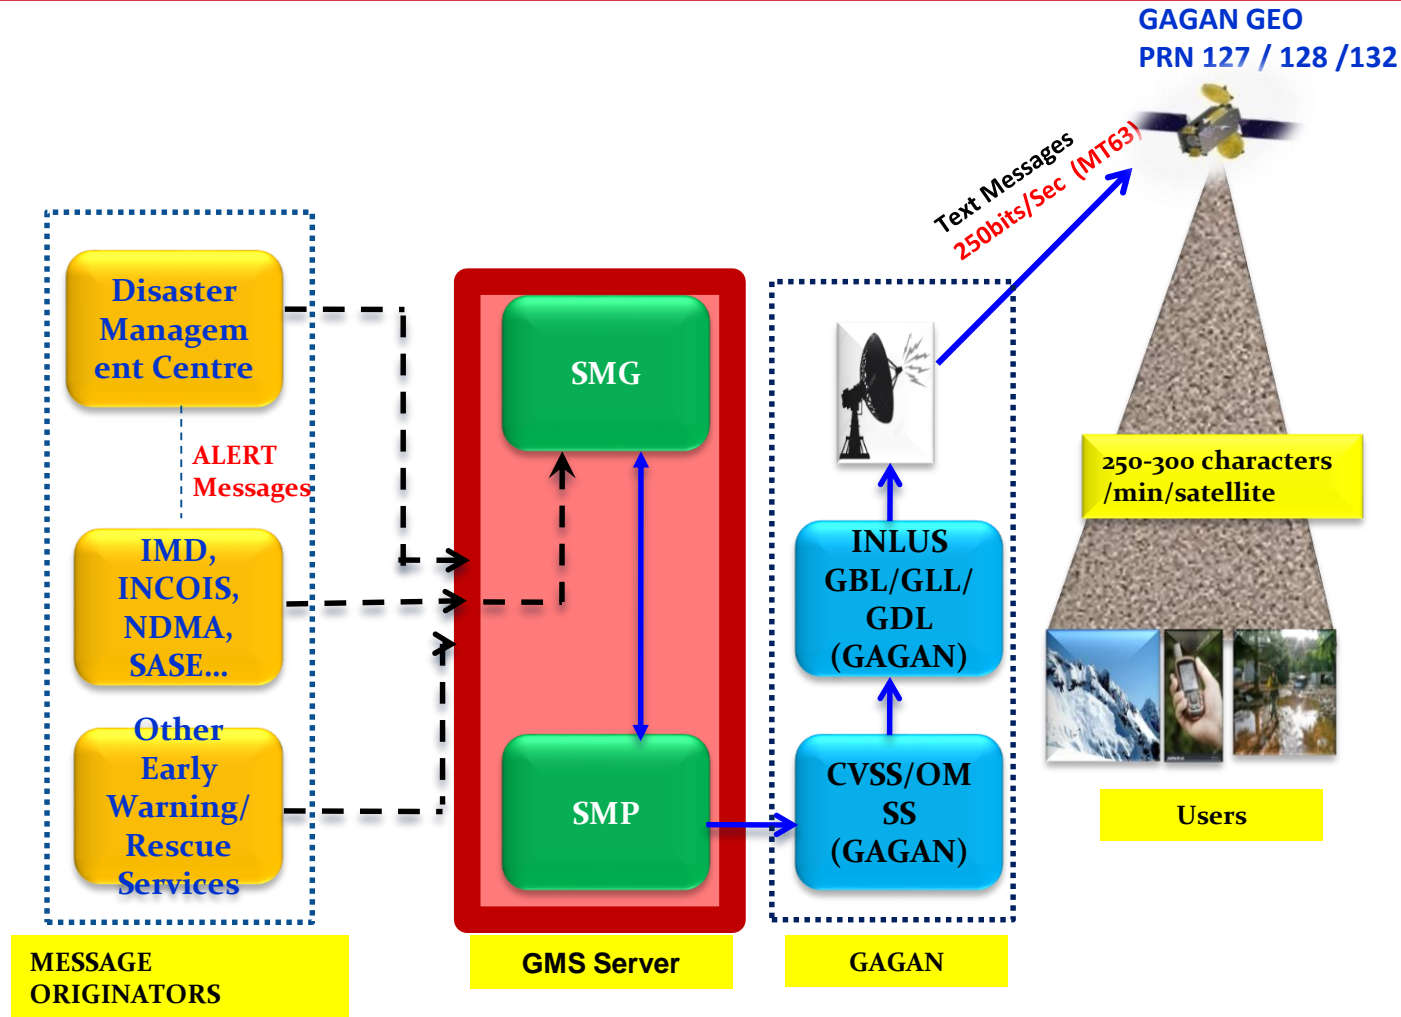 GAGAN GEO
PRN 127 / 128 /132
Text Messages
250bits/Sec (MT63)
Disaster
Managem
ent Centre
ALERT
Messages
IMD,
INCOIS,
NDMA,
SASE...
Other
Early
Warning/
Rescue
Services
MESSAGE
ORIGINATORS
SMG
SMP
GMS Server
INLUS
GBL/GLL/
GDL
(GAGAN)
CVSS/OM
SS
(GAGAN)
GAGAN
250-300 characters
/min/satellite
Users